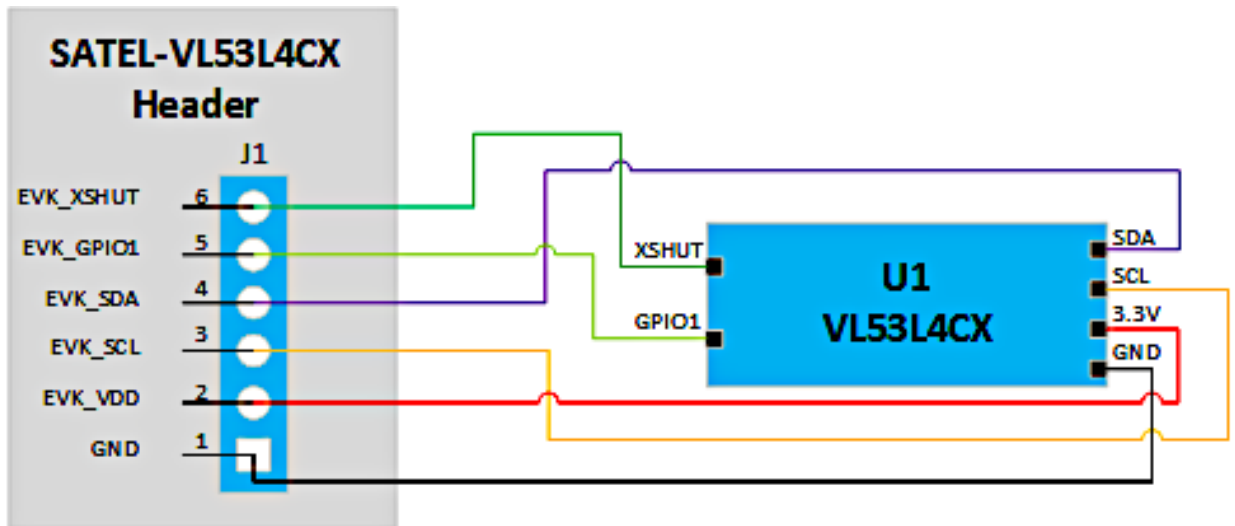 SATEL-VL53L4CX
Header
J1
EVK_XSHUT 6
EVK_GPIO1 5
EVK_SDA 4
EVK_SCL 3
EVK_VDD 2
GND 1
XSHUT
GPIO1
U1
VL53L4CX
SDA
SCL
3.3V
GND